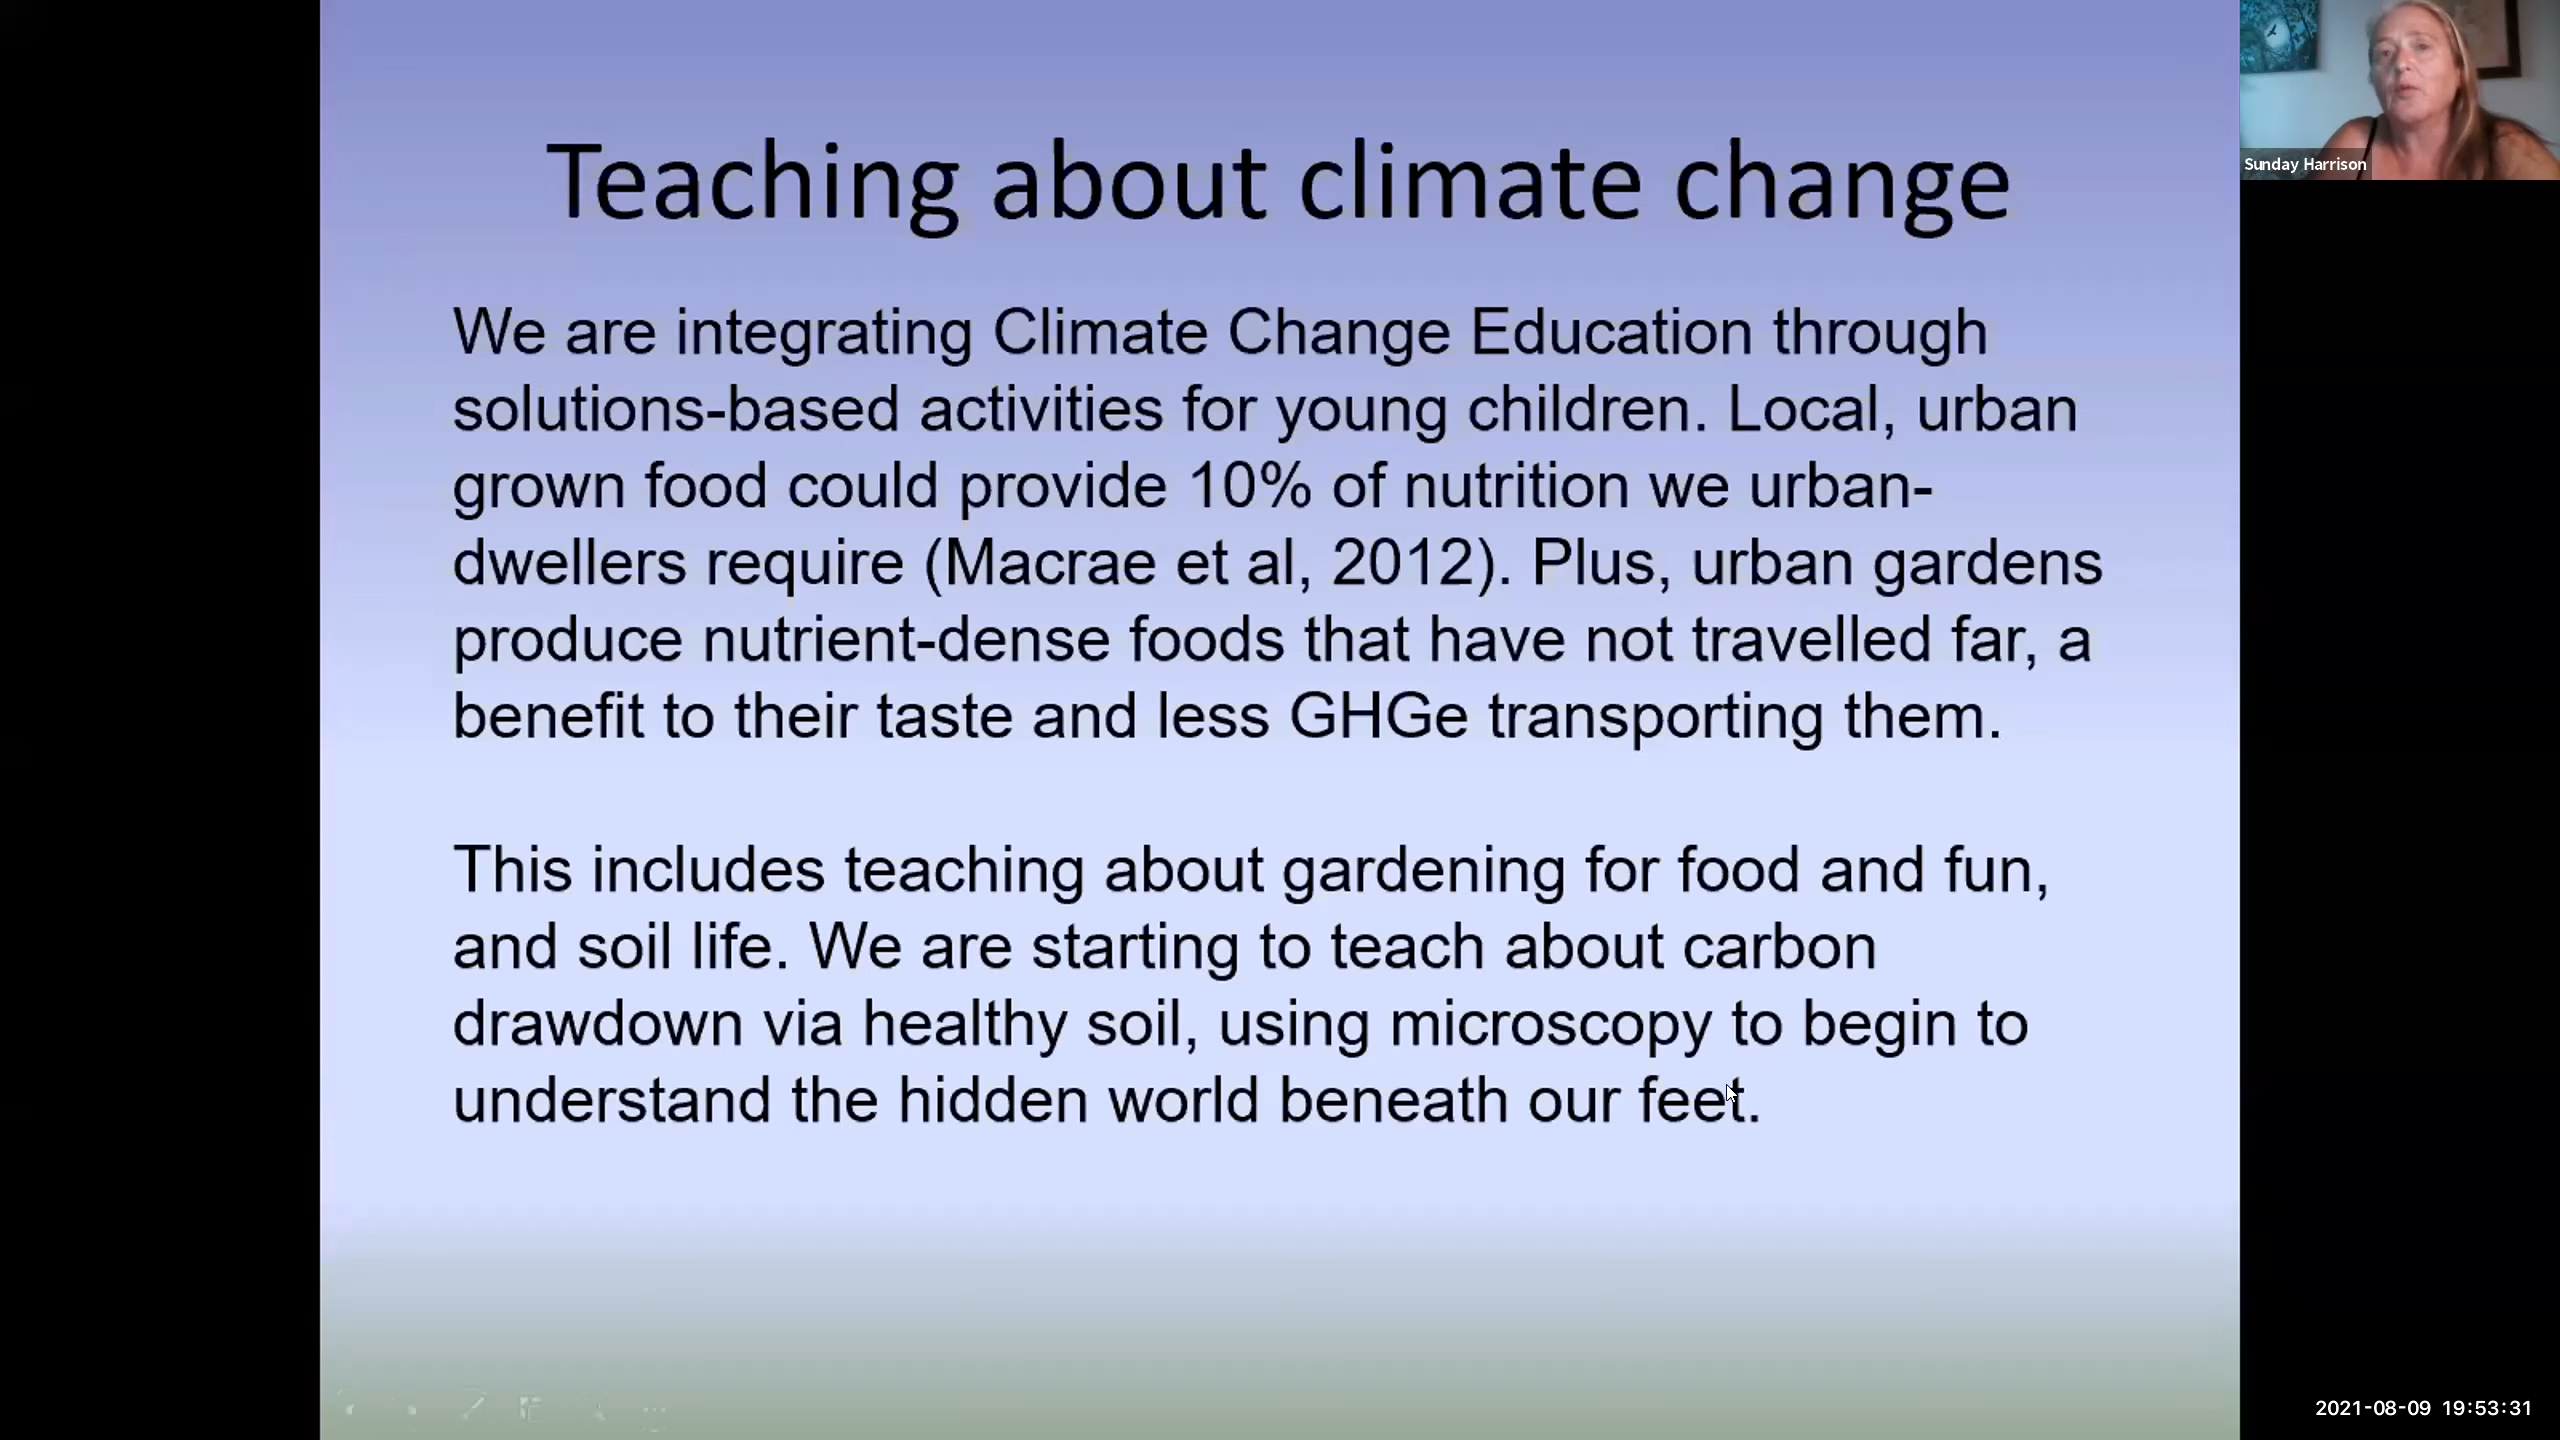 Teaching about climate change
We are integrating Climate Change Education through
solutions-based activities for young children. Local, urban
grown food could provide 10% of nutrition we urban-
dwellers require (Macrae et al, 2012). Plus, urban gardens
produce nutrient-dense foods that have not travelled far, a
benefit to their taste and less GHGe transporting them.
This includes teaching about gardening for food and fun,
and soil life. We are starting to teach about carbon
drawdown via healthy soil, using microscopy to begin to
understand the hidden world beneath our feet.
Sunday Harrison
2021-08-09 19:53:31